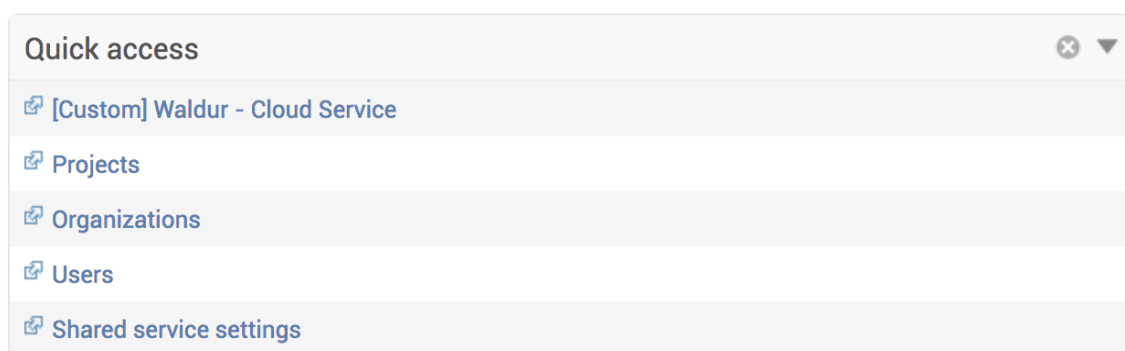 Quick access
[Custom] Waldur - Cloud Service
Projects
Organizations
Users
Shared service settings